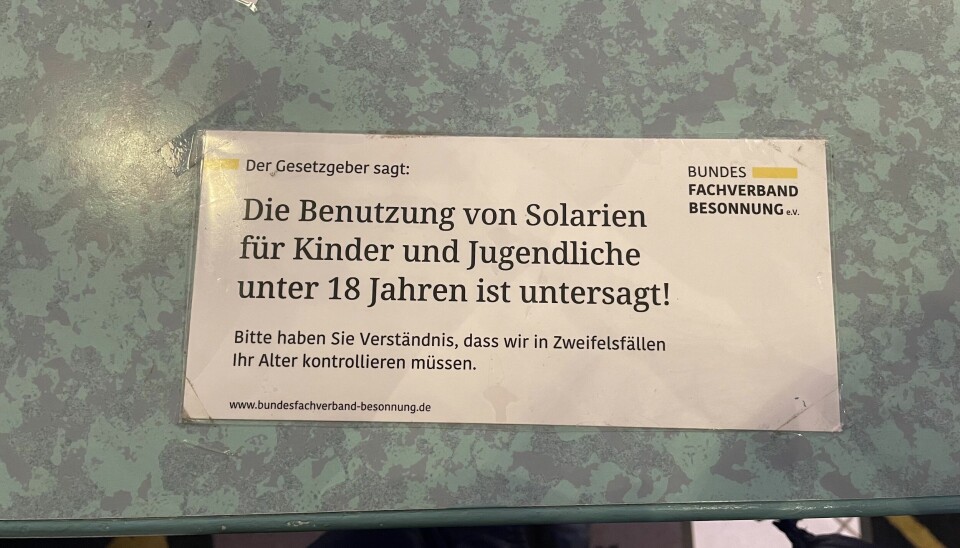 Der Gesetzgeber sagt:
BUNDES
FACHVERBAND
BESONNUNG e.V.
Die Benutzung von Solarien
für Kinder und Jugendliche
unter 18 Jahren ist untersagt!
Bitte haben Sie Verständnis, dass wir in Zweifelsfällen
Ihr Alter kontrollieren müssen.
www.bundesfachverband-besonnung.de